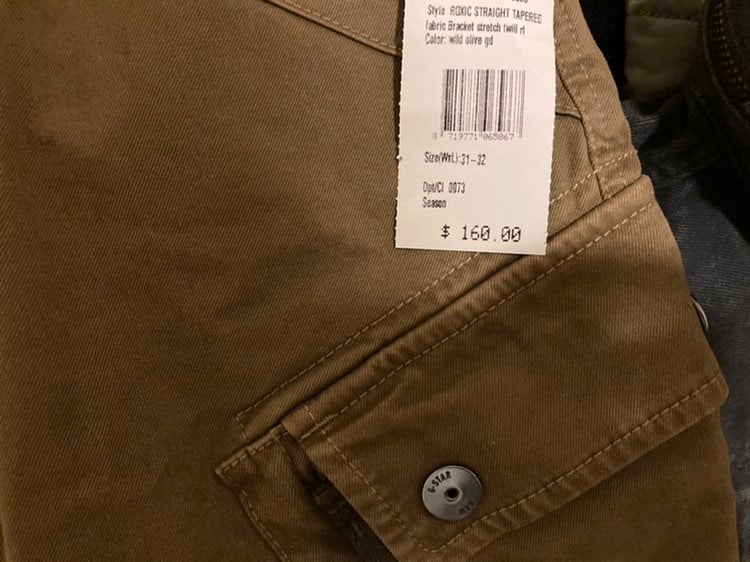 Style ROXIC STRAIGHT TAPERED
Fabric Bracket stretch twill rl
Color: wild olive gd
8 719771 065867
Size(WrL):31-32
Dpt/Cl 0073
Season
$ 160.00
G-STAR